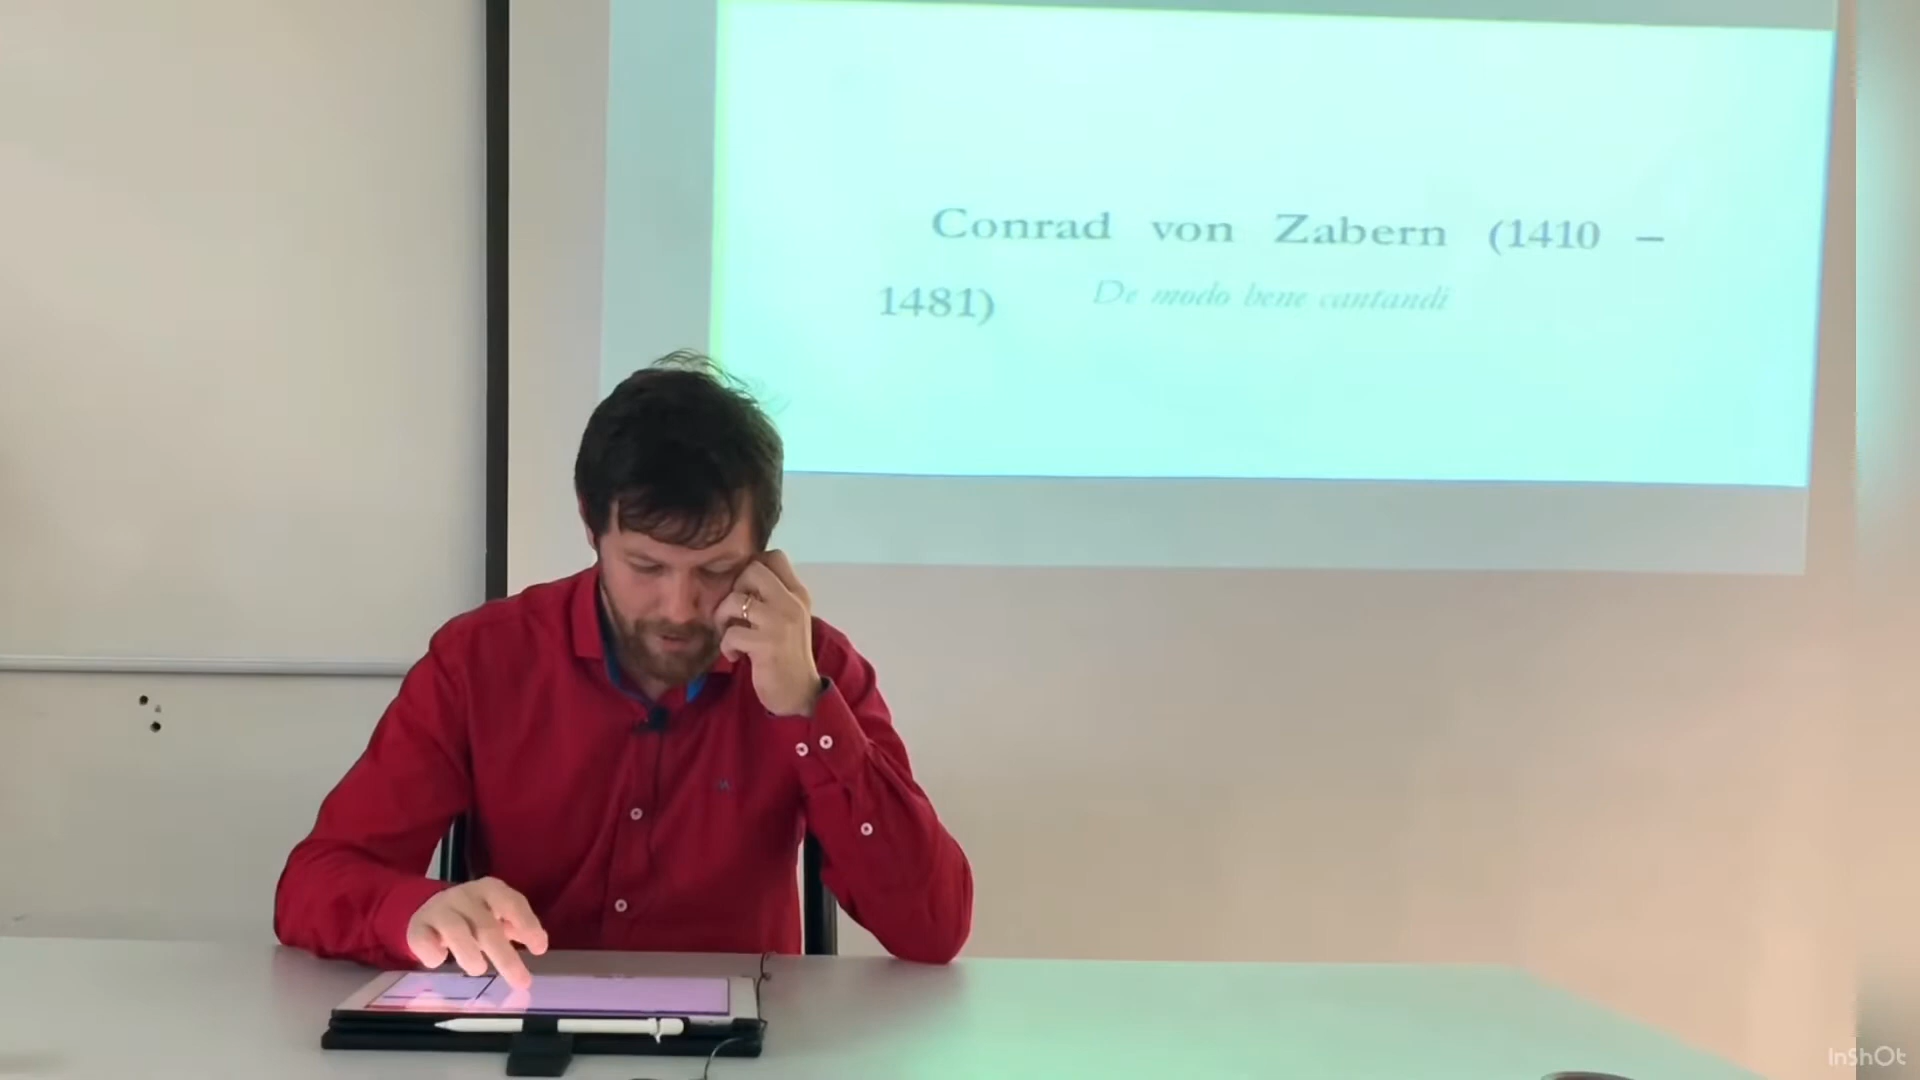 Conrad von Zabern (1410 –
1481) De modo bene cantandi
InShOt